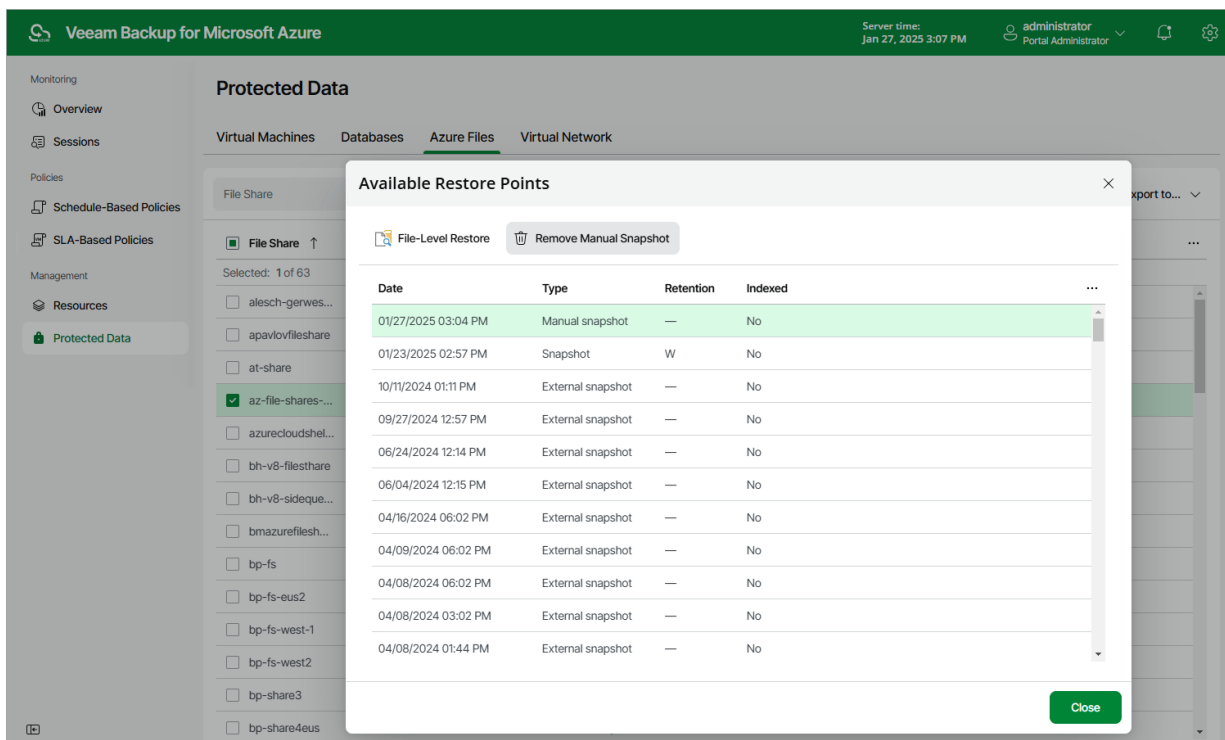 Veeam Backup for Microsoft Azure
Server time:
Jan 27, 2025 3:07 PM
administrator
Portal Administrator
Monitoring
Overview
Sessions
Policies
Schedule-Based Policies
SLA-Based Policies
Management
Resources
Protected Data
Protected Data
Virtual Machines Databases Azure Files Virtual Network
File Share
xport to...
File Share ↑
...
Selected: 1 of 63
alesch-gerwes...
apavlovfileshare
at-share
az-file-shares-...
azurecloudshel...
bh-v8-filesthare
bh-v8-sideque...
bmazurefilesh...
bp-fs
bp-fs-eus2
bp-fs-west-1
bp-fs-west2
bp-share3
bp-share4eus
Available Restore Points
File-Level Restore Remove Manual Snapshot
Date Type Retention Indexed ...
01/27/2025 03:04 PM Manual snapshot — No
01/23/2025 02:57 PM Snapshot W No
10/11/2024 01:11 PM External snapshot — No
09/27/2024 12:57 PM External snapshot — No
06/24/2024 12:14 PM External snapshot — No
06/04/2024 12:15 PM External snapshot — No
04/16/2024 06:02 PM External snapshot — No
04/09/2024 06:02 PM External snapshot — No
04/08/2024 06:02 PM External snapshot — No
04/08/2024 03:02 PM External snapshot — No
04/08/2024 01:44 PM External snapshot — No
Close